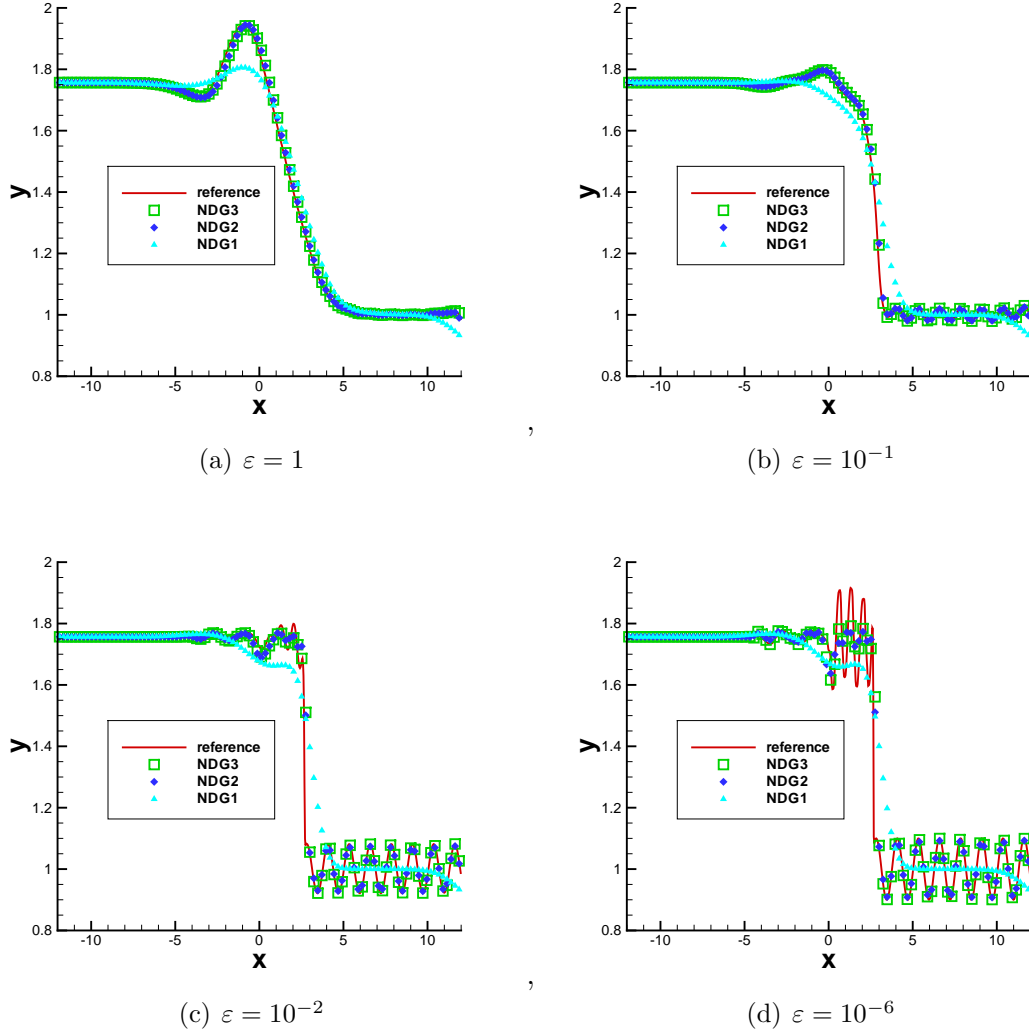 2
1.8
1.6
1.4
1.2
1
0.8
y
-10
-5
0
5
10
x
reference
NDG3
NDG2
NDG1
,
(a) ε = 1
2
1.8
1.6
1.4
1.2
1
0.8
y
-10
-5
0
5
10
x
reference
NDG3
NDG2
NDG1
(b) ε = 10⁻¹
2
1.8
1.6
1.4
1.2
1
0.8
y
-10
-5
0
5
10
x
reference
NDG3
NDG2
NDG1
,
(c) ε = 10⁻²
2
1.8
1.6
1.4
1.2
1
0.8
y
-10
-5
0
5
10
x
reference
NDG3
NDG2
NDG1
(d) ε = 10⁻⁶